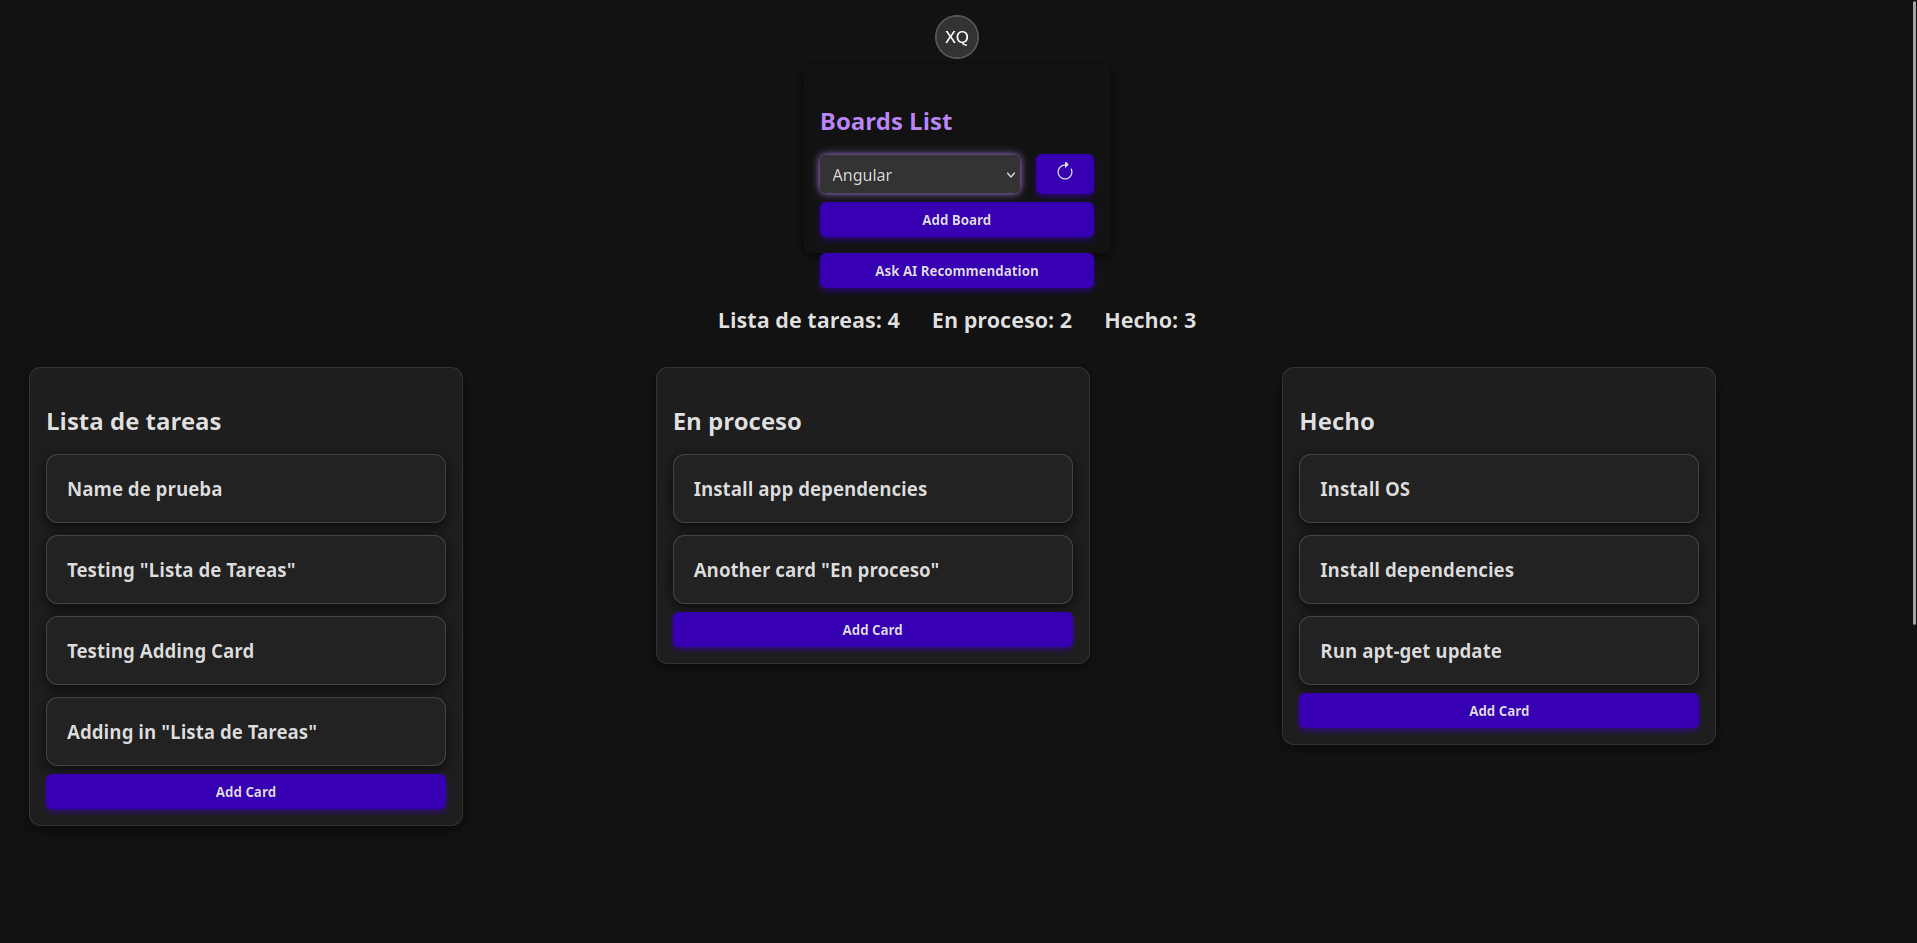 XQ
Boards List
Angular
Add Board
Ask AI Recommendation
Lista de tareas: 4 En proceso: 2 Hecho: 3
Lista de tareas
Name de prueba
Testing "Lista de Tareas"
Testing Adding Card
Adding in "Lista de Tareas"
Add Card
En proceso
Install app dependencies
Another card "En proceso"
Add Card
Hecho
Install OS
Install dependencies
Run apt-get update
Add Card